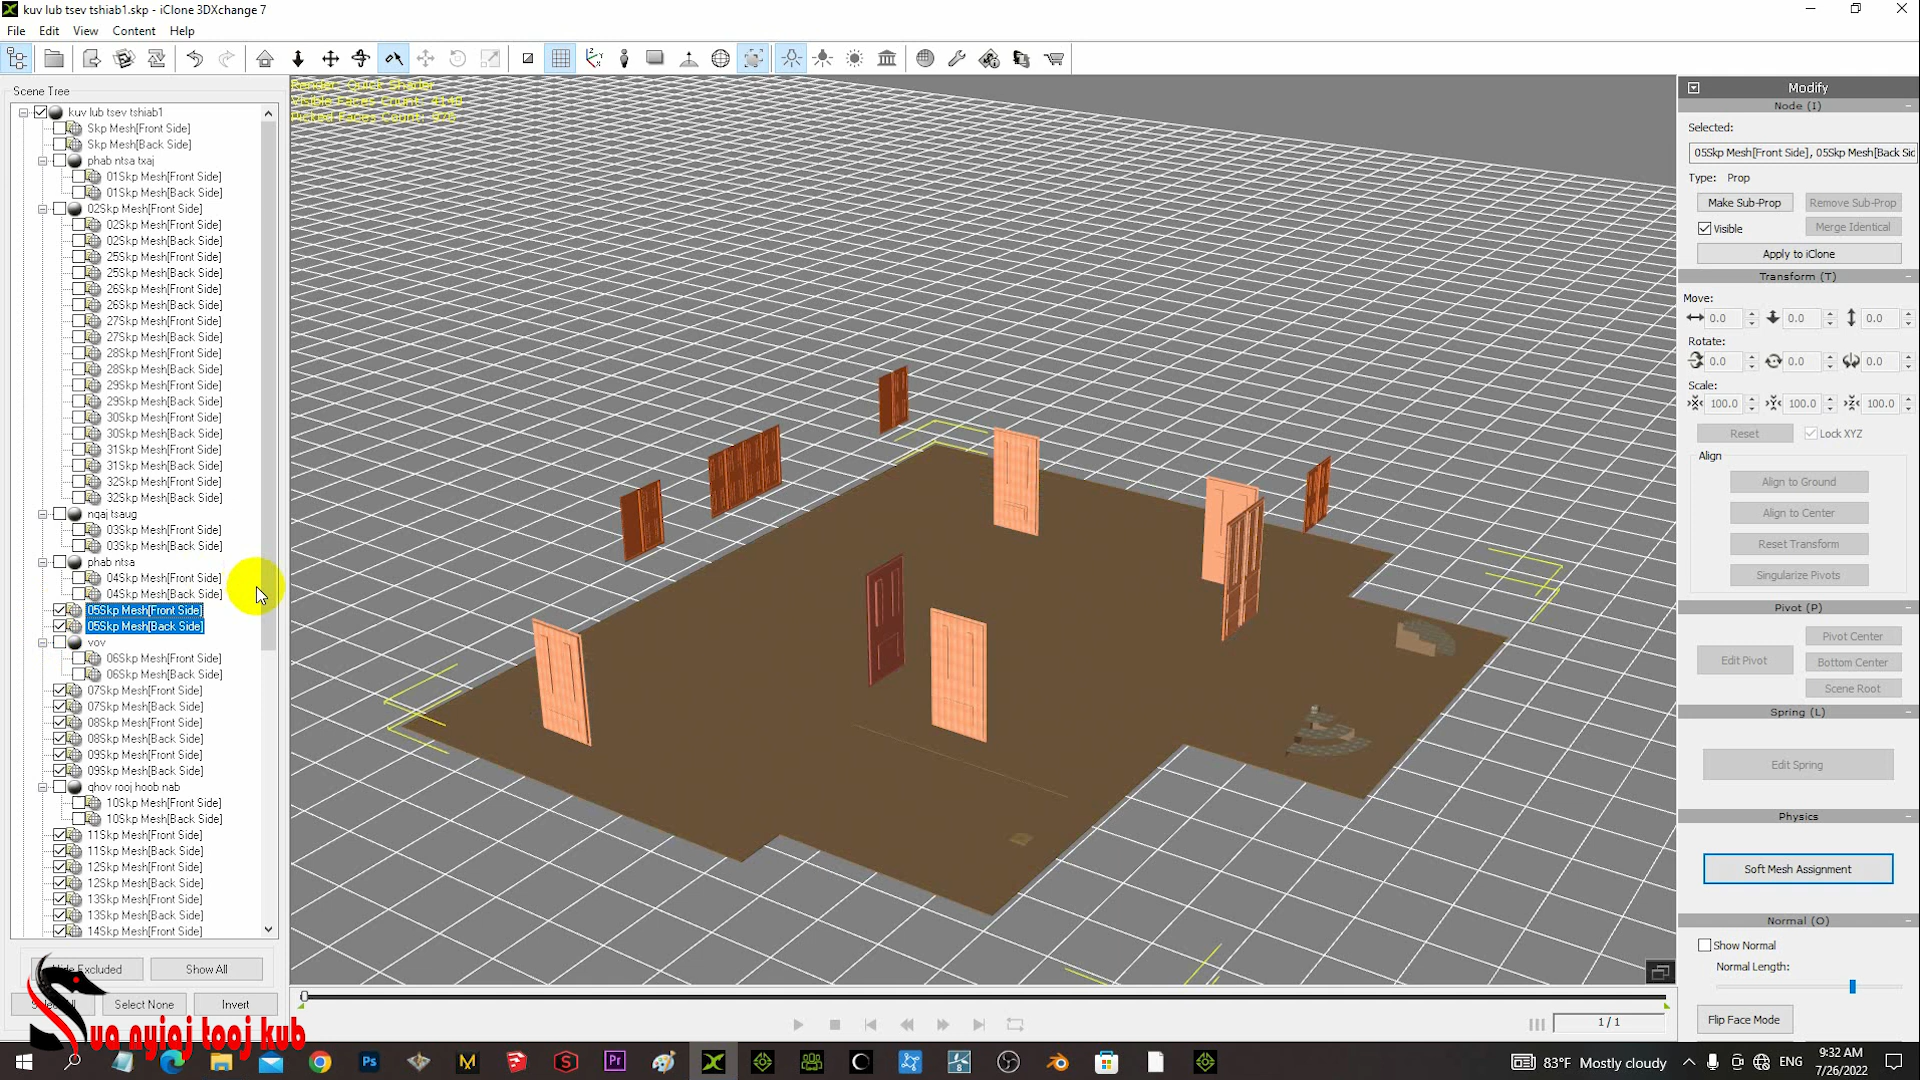 kuv lub tsev tshiab1.skp - iClone 3DXchange 7
File Edit View Content Help
Scene Tree
kuv lub tsev tshiab1
Skp Mesh[Front Side]
Skp Mesh[Back Side]
phab ntsa txaj
01Skp Mesh[Front Side]
01Skp Mesh[Back Side]
02Skp Mesh[Front Side]
02Skp Mesh[Front Side]
02Skp Mesh[Back Side]
25Skp Mesh[Front Side]
25Skp Mesh[Back Side]
26Skp Mesh[Front Side]
26Skp Mesh[Back Side]
27Skp Mesh[Front Side]
27Skp Mesh[Back Side]
28Skp Mesh[Front Side]
28Skp Mesh[Back Side]
29Skp Mesh[Front Side]
29Skp Mesh[Back Side]
30Skp Mesh[Front Side]
30Skp Mesh[Back Side]
31Skp Mesh[Front Side]
31Skp Mesh[Back Side]
32Skp Mesh[Front Side]
32Skp Mesh[Back Side]
nqaj tsaug
03Skp Mesh[Front Side]
03Skp Mesh[Back Side]
phab ntsa
04Skp Mesh[Front Side]
04Skp Mesh[Back Side]
05Skp Mesh[Front Side]
05Skp Mesh[Back Side]
vov
06Skp Mesh[Front Side]
06Skp Mesh[Back Side]
07Skp Mesh[Front Side]
07Skp Mesh[Back Side]
08Skp Mesh[Front Side]
08Skp Mesh[Back Side]
09Skp Mesh[Front Side]
09Skp Mesh[Back Side]
qhov rooj hoob nab
10Skp Mesh[Front Side]
10Skp Mesh[Back Side]
11Skp Mesh[Front Side]
11Skp Mesh[Back Side]
12Skp Mesh[Front Side]
12Skp Mesh[Back Side]
13Skp Mesh[Front Side]
13Skp Mesh[Back Side]
14Skp Mesh[Front Side]
Excluded Show All
Select None Invert
ua nyiaj tooj kub
Render: Quick Shader
Visible Faces Count: 4148
Picked Faces Count: 976
1 / 1
Modify
Node (I)
Selected:
05Skp Mesh[Front Side], 05Skp Mesh[Back Sid
Type: Prop
Make Sub-Prop Remove Sub-Prop
Visible Merge Identical
Apply to iClone
Transform (T)
Move:
0.0 0.0 0.0
Rotate:
0.0 0.0 0.0
Scale:
100.0 100.0 100.0
Reset Lock XYZ
Align
Align to Ground
Align to Center
Reset Transform
Singularize Pivots
Pivot (P)
Edit Pivot Pivot Center
Bottom Center
Scene Root
Spring (L)
Edit Spring
Physics
Soft Mesh Assignment
Normal (O)
Show Normal
Normal Length:
Flip Face Mode
Ps Pr 8
83°F Mostly cloudy ENG 9:32 AM
7/26/2022